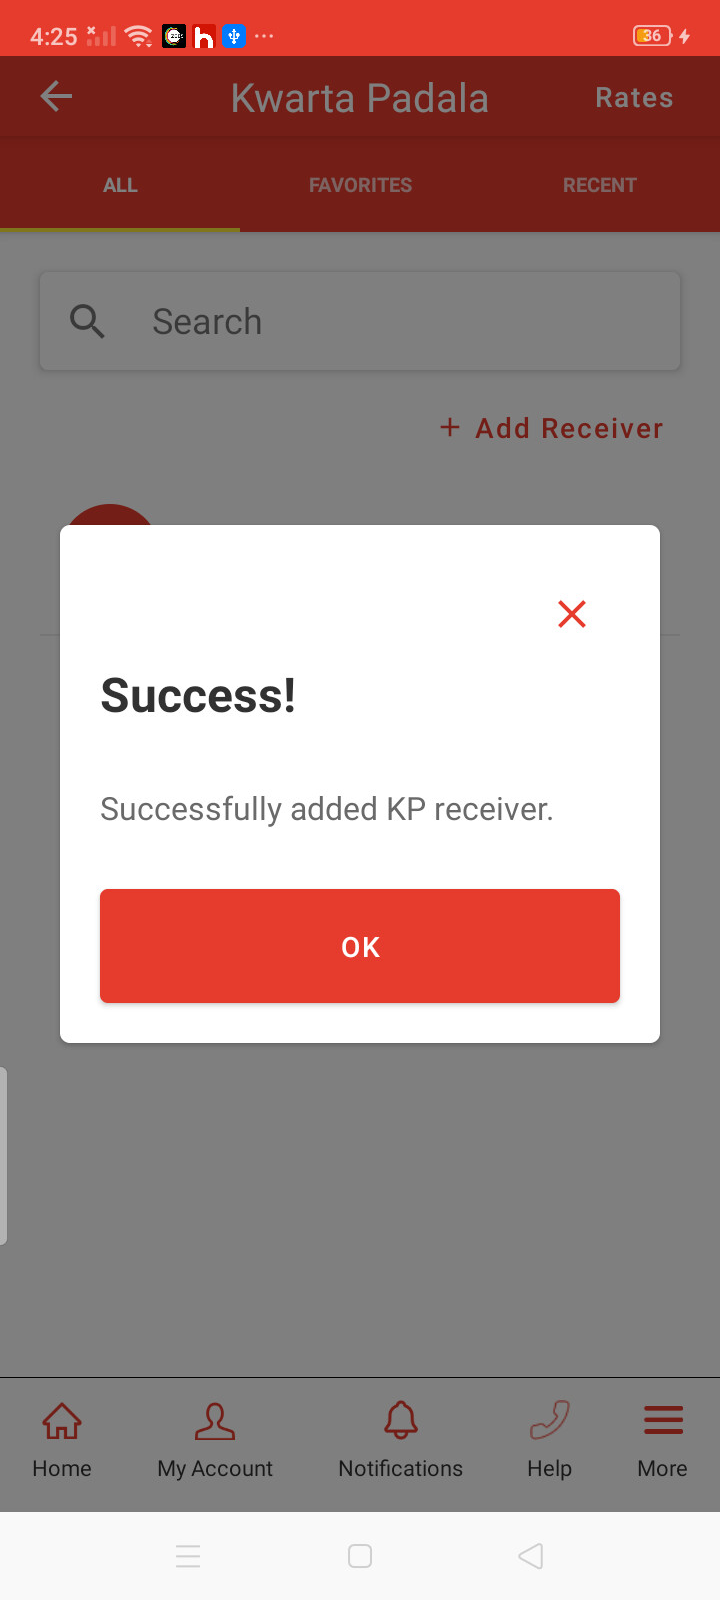 4:25
36
Kwarta Padala
Rates
ALL
FAVORITES
RECENT
Search
+ Add Receiver
Success!
Successfully added KP receiver.
OK
Home
My Account
Notifications
Help
More